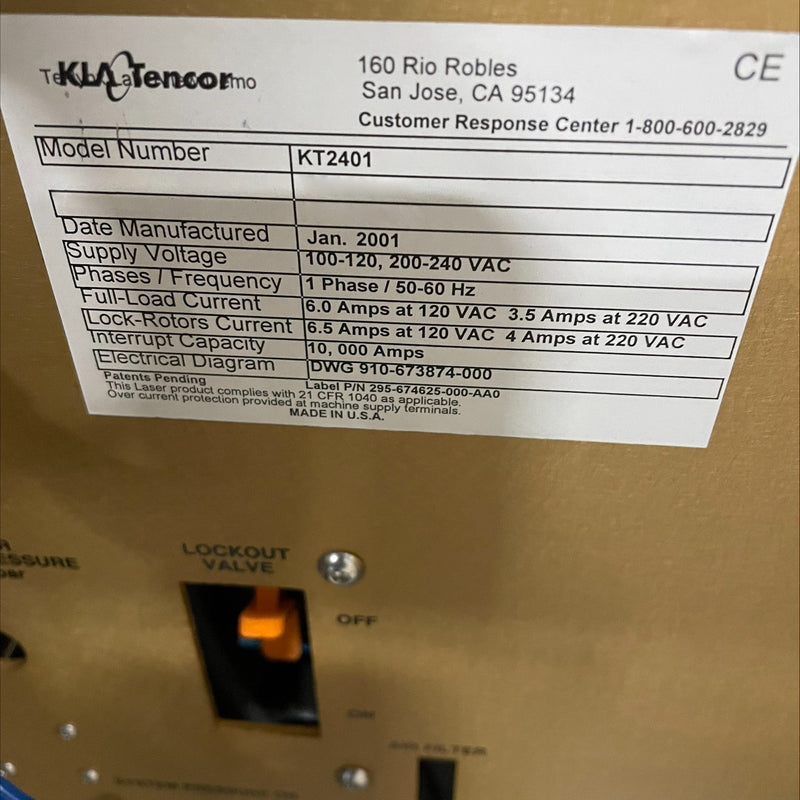 KLA Tencor
160 Rio Robles
San Jose, CA 95134
CE
Customer Response Center 1-800-600-2829
Model Number KT2401
Date Manufactured Jan. 2001
Supply Voltage 100-120, 200-240 VAC
Phases / Frequency 1 Phase / 50-60 Hz
Full-Load Current 6.0 Amps at 120 VAC 3.5 Amps at 220 VAC
Lock-Rotors Current 6.5 Amps at 120 VAC 4 Amps at 220 VAC
Interrupt Capacity 10, 000 Amps
Electrical Diagram DWG 910-673874-000
Patents Pending Label P/N 295-674625-000-AA0
This Laser product complies with 21 CFR 1040 as applicable.
Over current protection provided at machine supply terminals.
MADE IN U.S.A.
LOCKOUT
VALVE
OFF
ON
AIR FILTER